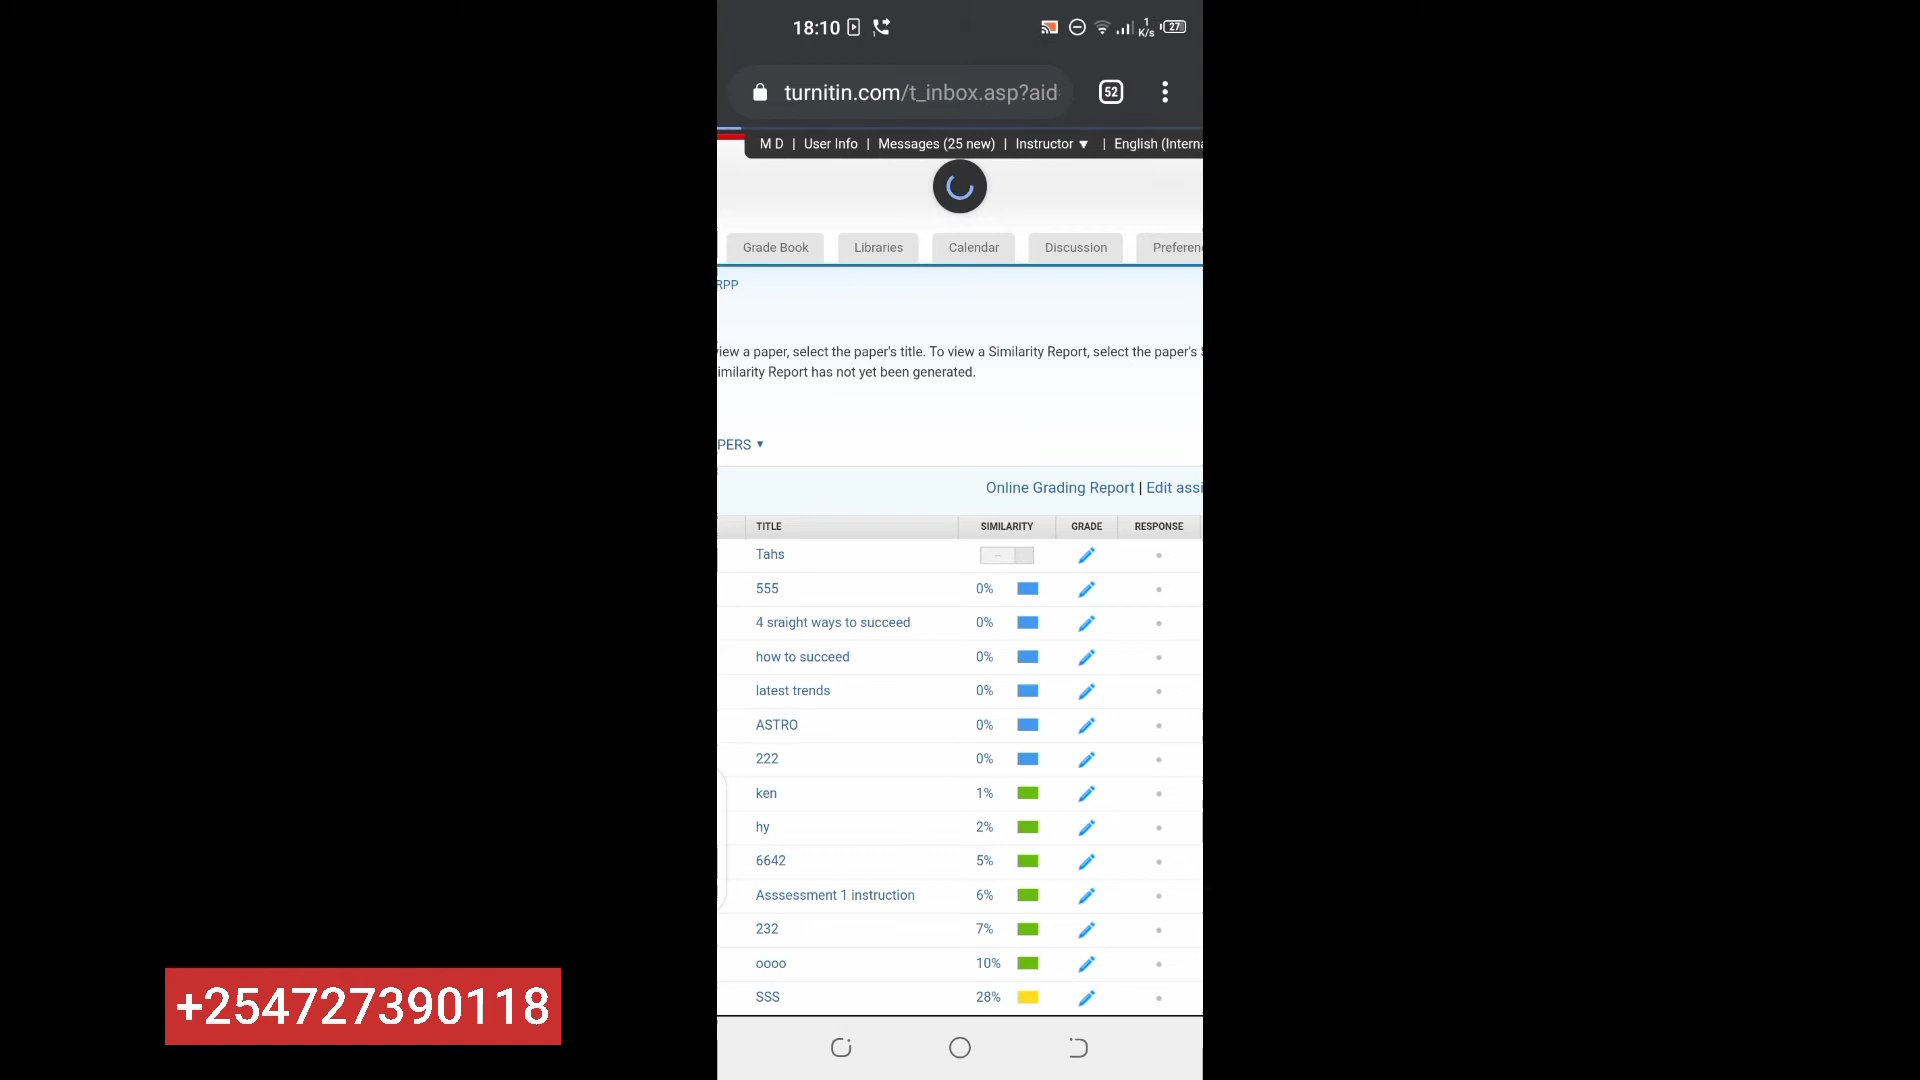 18:10
1
K/s
27
turnitin.com/t_inbox.asp?aid
52
M D | User Info | Messages (25 new) | Instructor ▼ | English (Interna
Grade Book
Libraries
Calendar
Discussion
Preferen
RPP
view a paper, select the paper's title. To view a Similarity Report, select the paper's S
imilarity Report has not yet been generated.
PERS ▼
Online Grading Report | Edit assi
TITLE SIMILARITY GRADE RESPONSE
Tahs --
555 0%
4 sraight ways to succeed 0%
how to succeed 0%
latest trends 0%
ASTRO 0%
222 0%
ken 1%
hy 2%
6642 5%
Asssessment 1 instruction 6%
232 7%
oooo 10%
SSS 28%
+254727390118